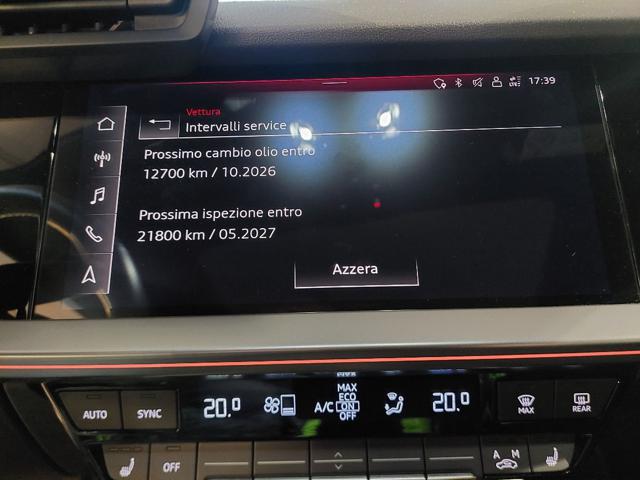 17:39
Vettura
Intervalli service
Prossimo cambio olio entro
12700 km / 10.2026
Prossima ispezione entro
21800 km / 05.2027
Azzera
MAX
ECO
A/C ON
OFF
20.0
20.0
AUTO
SYNC
MAX
REAR
OFF
A M